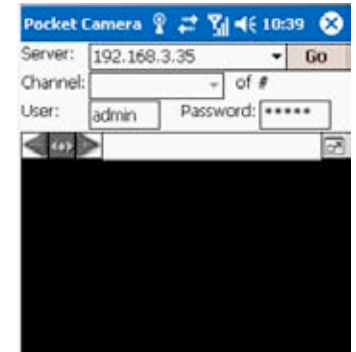 Pocket Camera 10:39
Server: 192.168.3.35 Go
Channel: of #
User: admin Password: *****